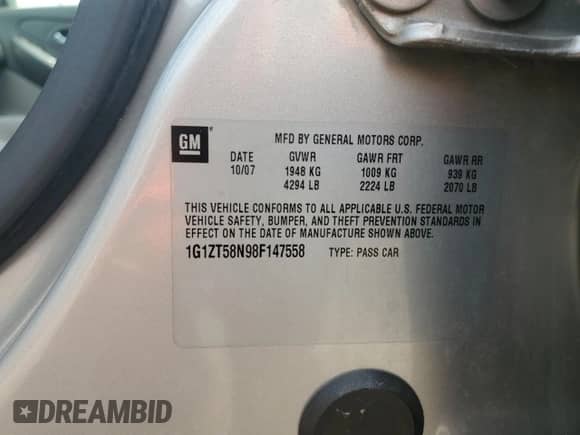 GM
®
MFD BY GENERAL MOTORS CORP.
DATE GVWR GAWR FRT GAWR RR
10/07 1948 KG 1009 KG 939 KG
4294 LB 2224 LB 2070 LB
THIS VEHICLE CONFORMS TO ALL APPLICABLE U.S. FEDERAL MOTOR
VEHICLE SAFETY, BUMPER, AND THEFT PREVENTION STANDARDS IN
EFFECT ON THE DATE OF MANUFACTURE SHOWN ABOVE.
1G1ZT58N98F147558 TYPE: PASS CAR
DREAMBID